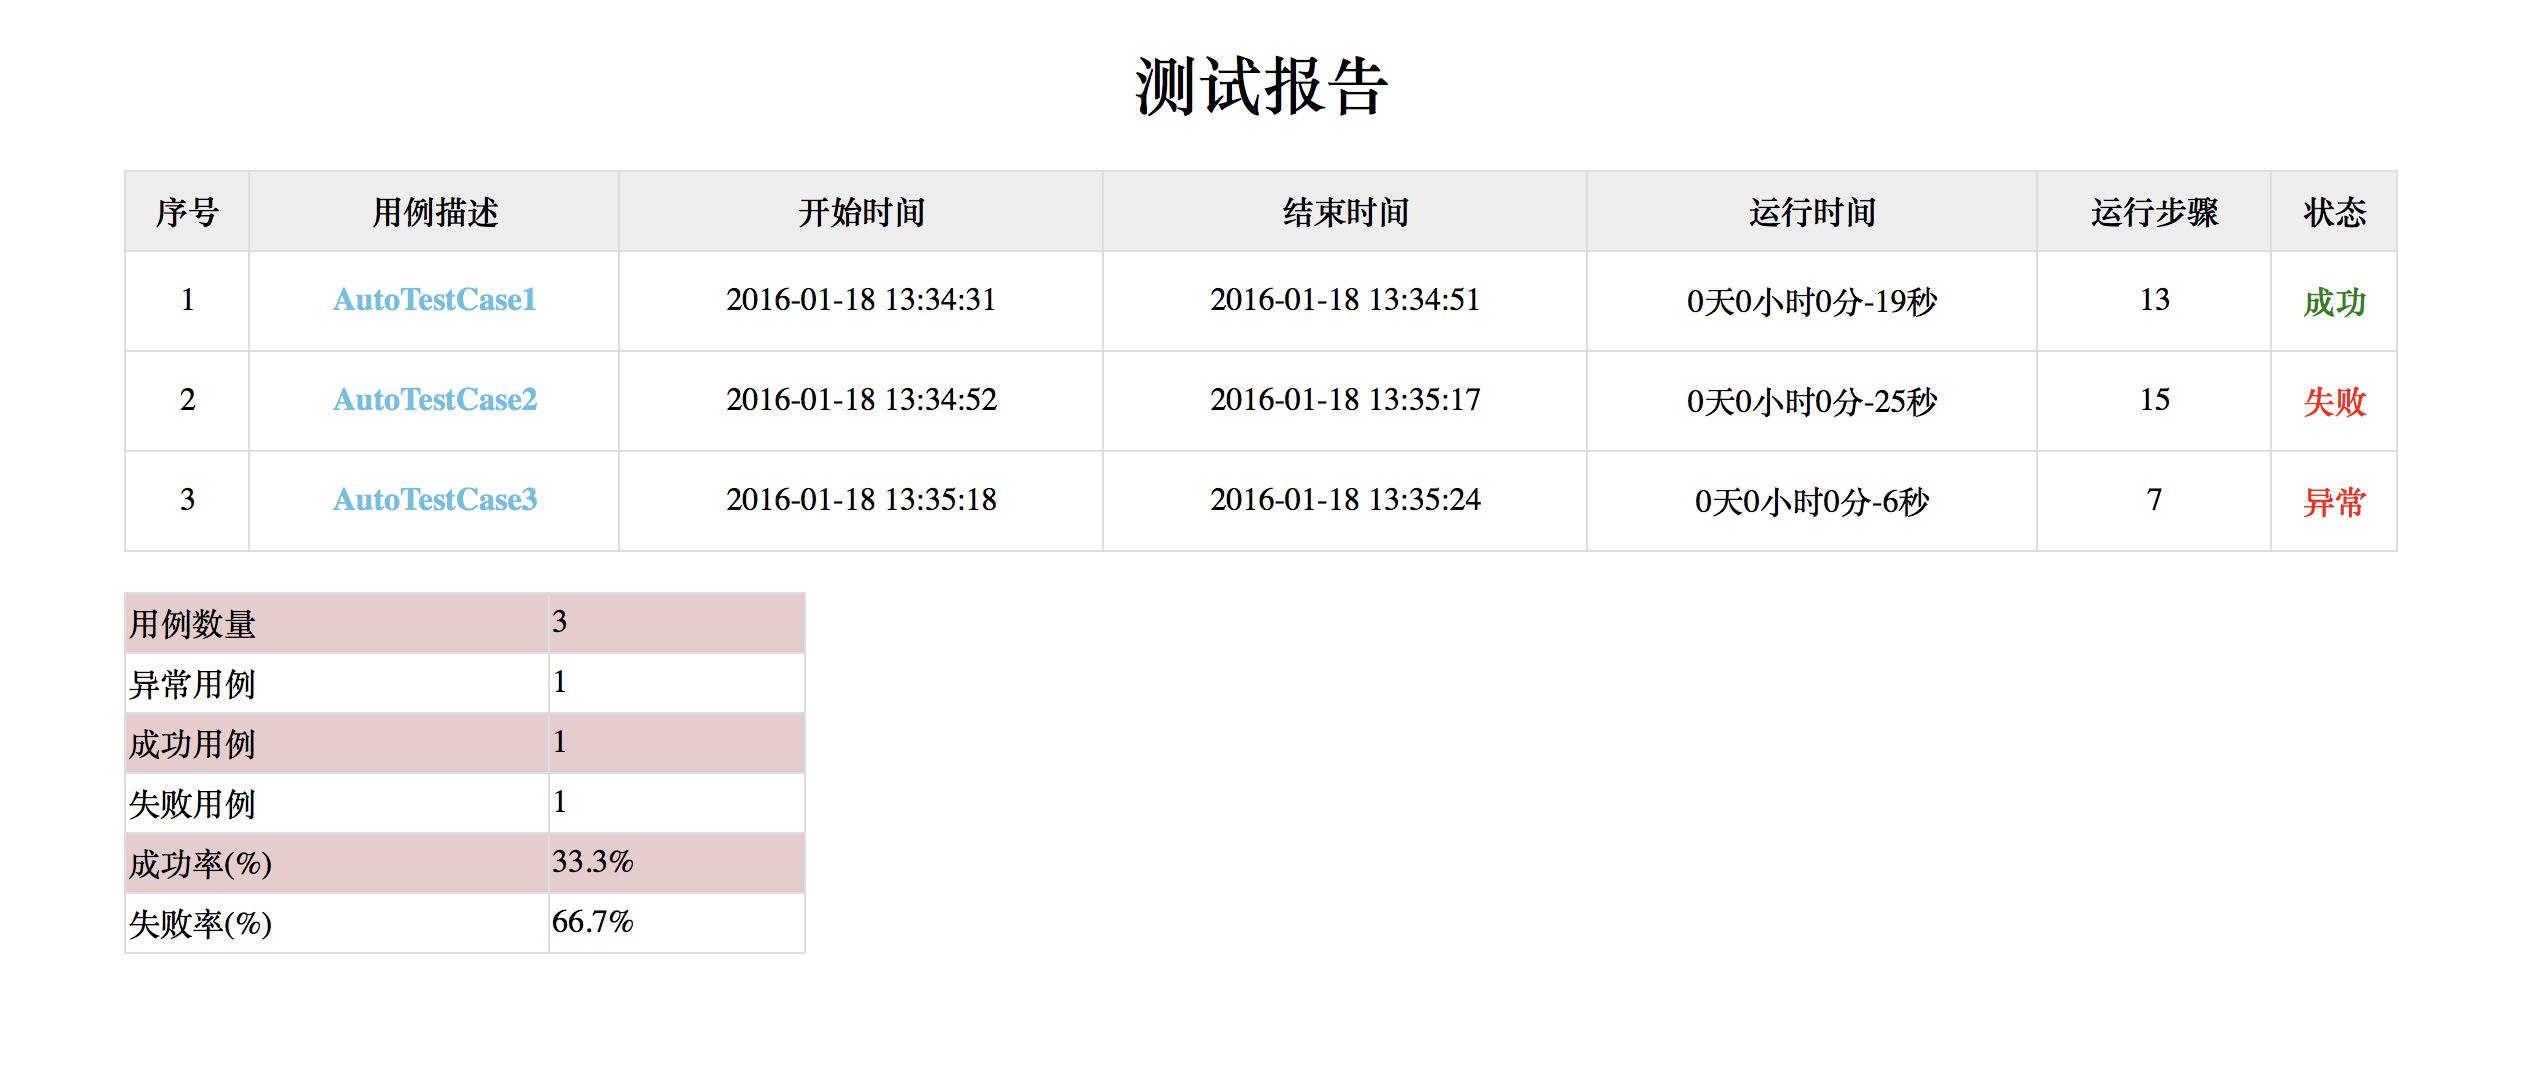 测试报告
序号 用例描述 开始时间 结束时间 运行时间 运行步骤 状态
1 AutoTestCase1 2016-01-18 13:34:31 2016-01-18 13:34:51 0天0小时0分-19秒 13 成功
2 AutoTestCase2 2016-01-18 13:34:52 2016-01-18 13:35:17 0天0小时0分-25秒 15 失败
3 AutoTestCase3 2016-01-18 13:35:18 2016-01-18 13:35:24 0天0小时0分-6秒 7 异常
用例数量 3
异常用例 1
成功用例 1
失败用例 1
成功率(%) 33.3%
失败率(%) 66.7%